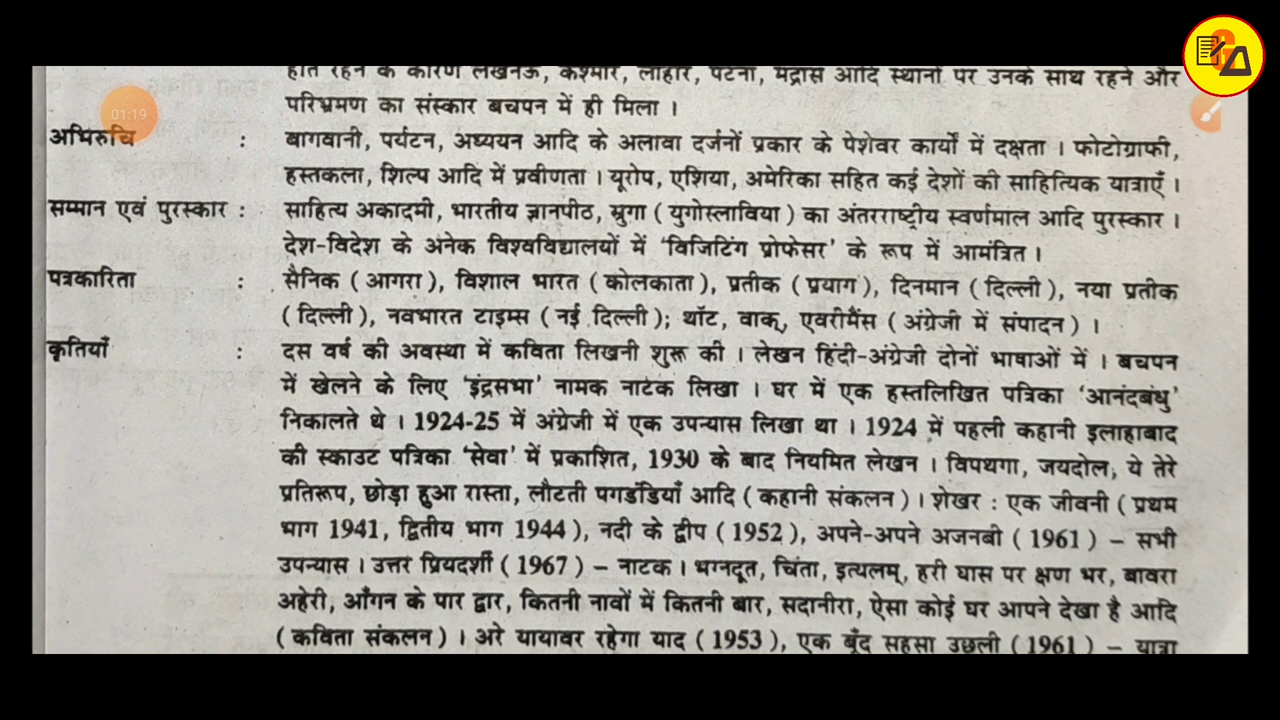 होते रहने के कारण लखनऊ, कश्मीर, लाहौर, पटना, मद्रास आदि स्थानों पर उनके साथ रहने और
परिभ्रमण का संस्कार बचपन में ही मिला ।
01:19
अभिरुचि : बागवानी, पर्यटन, अध्ययन आदि के अलावा दर्जनों प्रकार के पेशेवर कार्यों में दक्षता । फोटोग्राफी,
हस्तकला, शिल्प आदि में प्रवीणता । यूरोप, एशिया, अमेरिका सहित कई देशों की साहित्यिक यात्राएँ ।
सम्मान एवं पुरस्कार : साहित्य अकादमी, भारतीय ज्ञानपीठ, स्रुगा ( युगोस्लाविया ) का अंतरराष्ट्रीय स्वर्णमाल आदि पुरस्कार ।
देश-विदेश के अनेक विश्वविद्यालयों में ‘विजिटिंग प्रोफेसर’ के रूप में आमंत्रित ।
पत्रकारिता : सैनिक ( आगरा ), विशाल भारत ( कोलकाता ), प्रतीक ( प्रयाग ), दिनमान ( दिल्ली ), नया प्रतीक
( दिल्ली ), नवभारत टाइम्स ( नई दिल्ली ); थॉट, वाक्, एवरीमैंस ( अंग्रेजी में संपादन ) ।
कृतियाँ : दस वर्ष की अवस्था में कविता लिखनी शुरू की । लेखन हिंदी-अंग्रेजी दोनों भाषाओं में । बचपन
में खेलने के लिए ‘इंद्रसभा’ नामक नाटक लिखा । घर में एक हस्तलिखित पत्रिका ‘आनंदबंधु’
निकालते थे । 1924-25 में अंग्रेजी में एक उपन्यास लिखा था । 1924 में पहली कहानी इलाहाबाद
की स्काउट पत्रिका ‘सेवा’ में प्रकाशित, 1930 के बाद नियमित लेखन । विपथगा, जयदोल, ये तेरे
प्रतिरूप, छोड़ा हुआ रास्ता, लौटती पगडंडियाँ आदि ( कहानी संकलन ) । शेखर : एक जीवनी ( प्रथम
भाग 1941, द्वितीय भाग 1944 ), नदी के द्वीप ( 1952 ), अपने-अपने अजनबी ( 1961 ) – सभी
उपन्यास । उत्तर प्रियदर्शी ( 1967 ) – नाटक । भग्नदूत, चिंता, इत्यलम्, हरी घास पर क्षण भर, बावरा
अहेरी, आँगन के पार द्वार, कितनी नावों में कितनी बार, सदानीरा, ऐसा कोई घर आपने देखा है आदि
( कविता संकलन ) । अरे यायावर रहेगा याद ( 1953 ), एक बूँद सहसा उछली ( 1961 ) – यात्रा